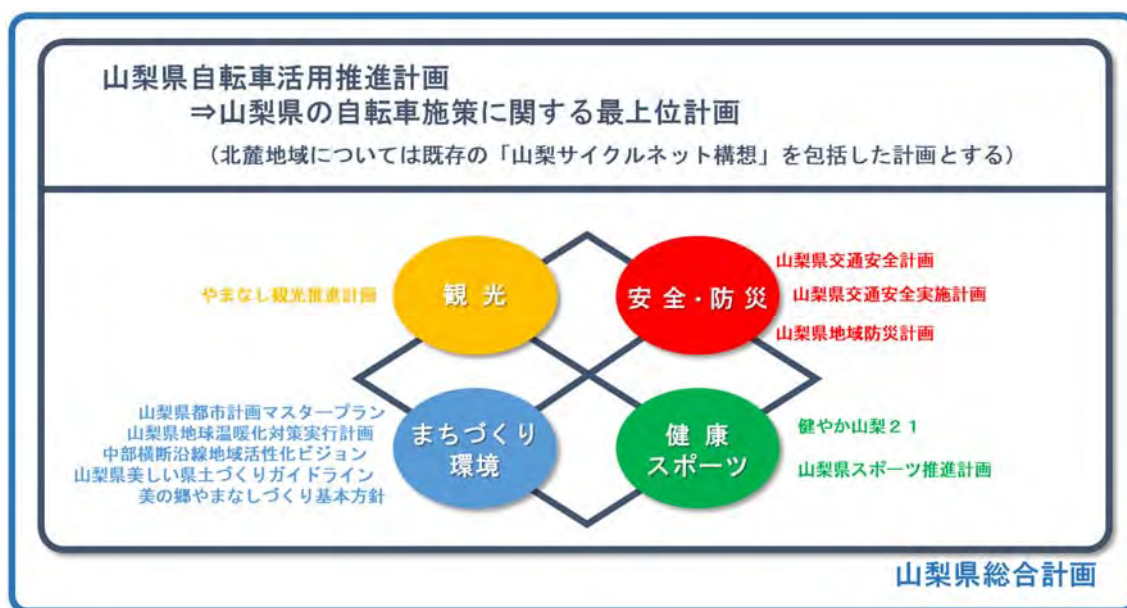 山梨県自転車活用推進計画
⇒山梨県の自転車施策に関する最上位計画
（北麓地域については既存の「山梨サイクルネット構想」を包括した計画とする）
やまなし観光推進計画
観光
安全・防災
山梨県交通安全計画
山梨県交通安全実施計画
山梨県地域防災計画
山梨県都市計画マスタープラン
山梨県地球温暖化対策実行計画
中部横断沿線地域活性化ビジョン
山梨県美しい県土づくりガイドライン
美の郷やまなしづくり基本方針
まちづくり
環境
健康
スポーツ
健やか山梨２１
山梨県スポーツ推進計画
山梨県総合計画